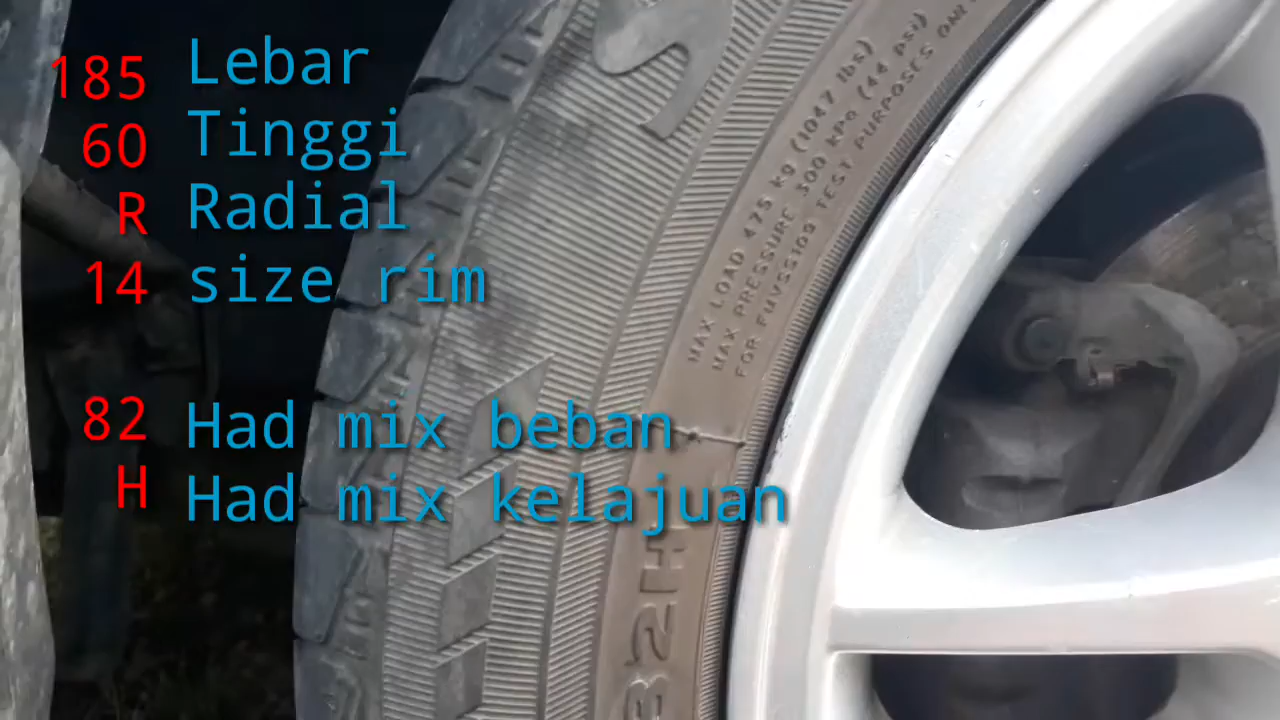 185 Lebar
60 Tinggi
R Radial
14 size rim
82 Had mix beban
H Had mix kelajuan
MAX LOAD 475 kg (1047 lbs)
MAX PRESSURE 300 kPa (44 psi)
FOR FMVSS109 TEST PURPOSES ONLY
82H